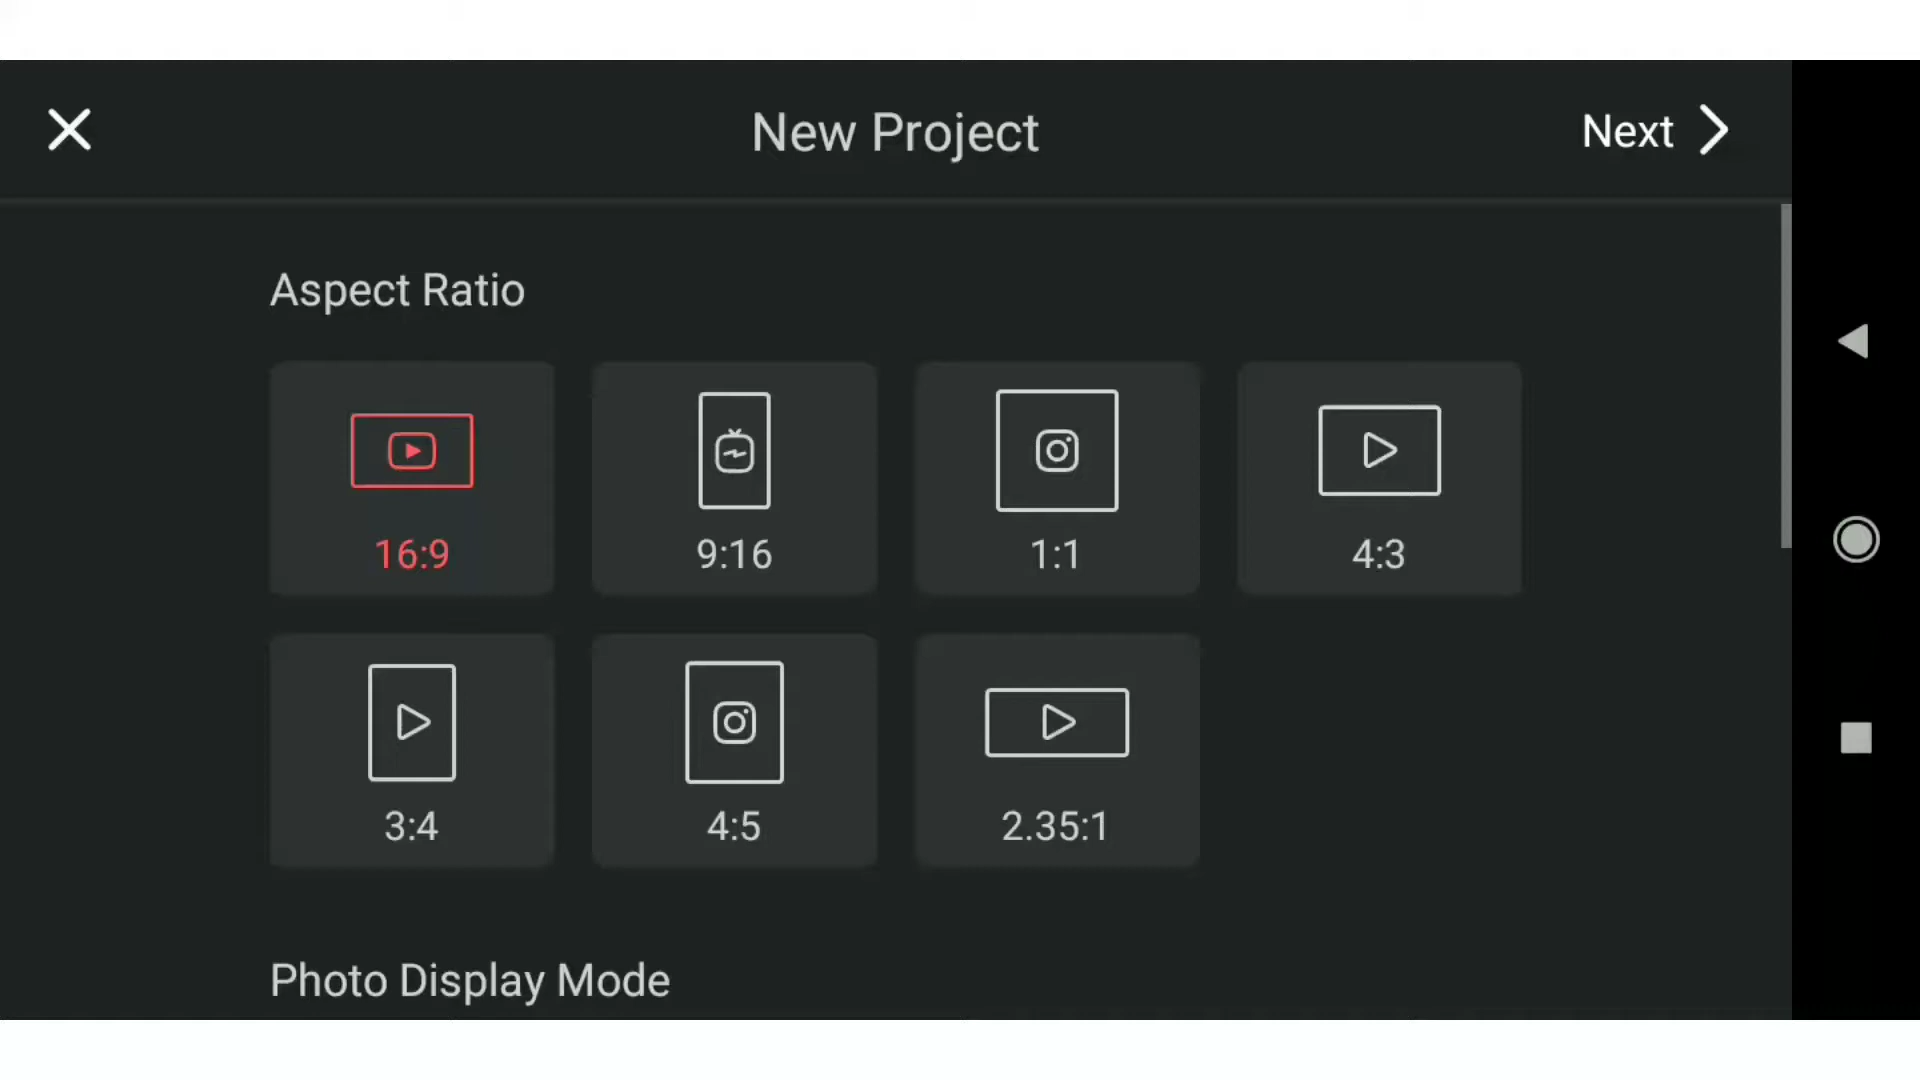 New Project
Next
Aspect Ratio
16:9
9:16
1:1
4:3
3:4
4:5
2.35:1
Photo Display Mode